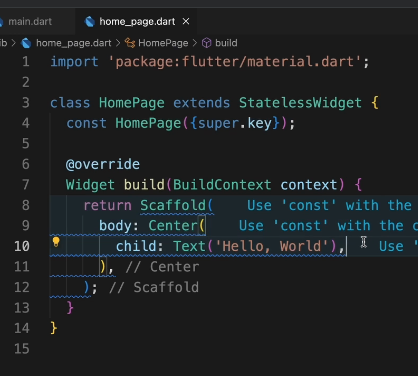 main.dart home_page.dart ×
ib > home_page.dart > HomePage > build
1 import 'package:flutter/material.dart';
2
3 class HomePage extends StatelessWidget {
4 const HomePage({super.key});
5
6 @override
7 Widget build(BuildContext context) {
8 return Scaffold( Use 'const' with the
9 body: Center( Use 'const' with the c
10 child: Text('Hello, World'), Use '
11 ), // Center
12 ); // Scaffold
13 }
14 }
15